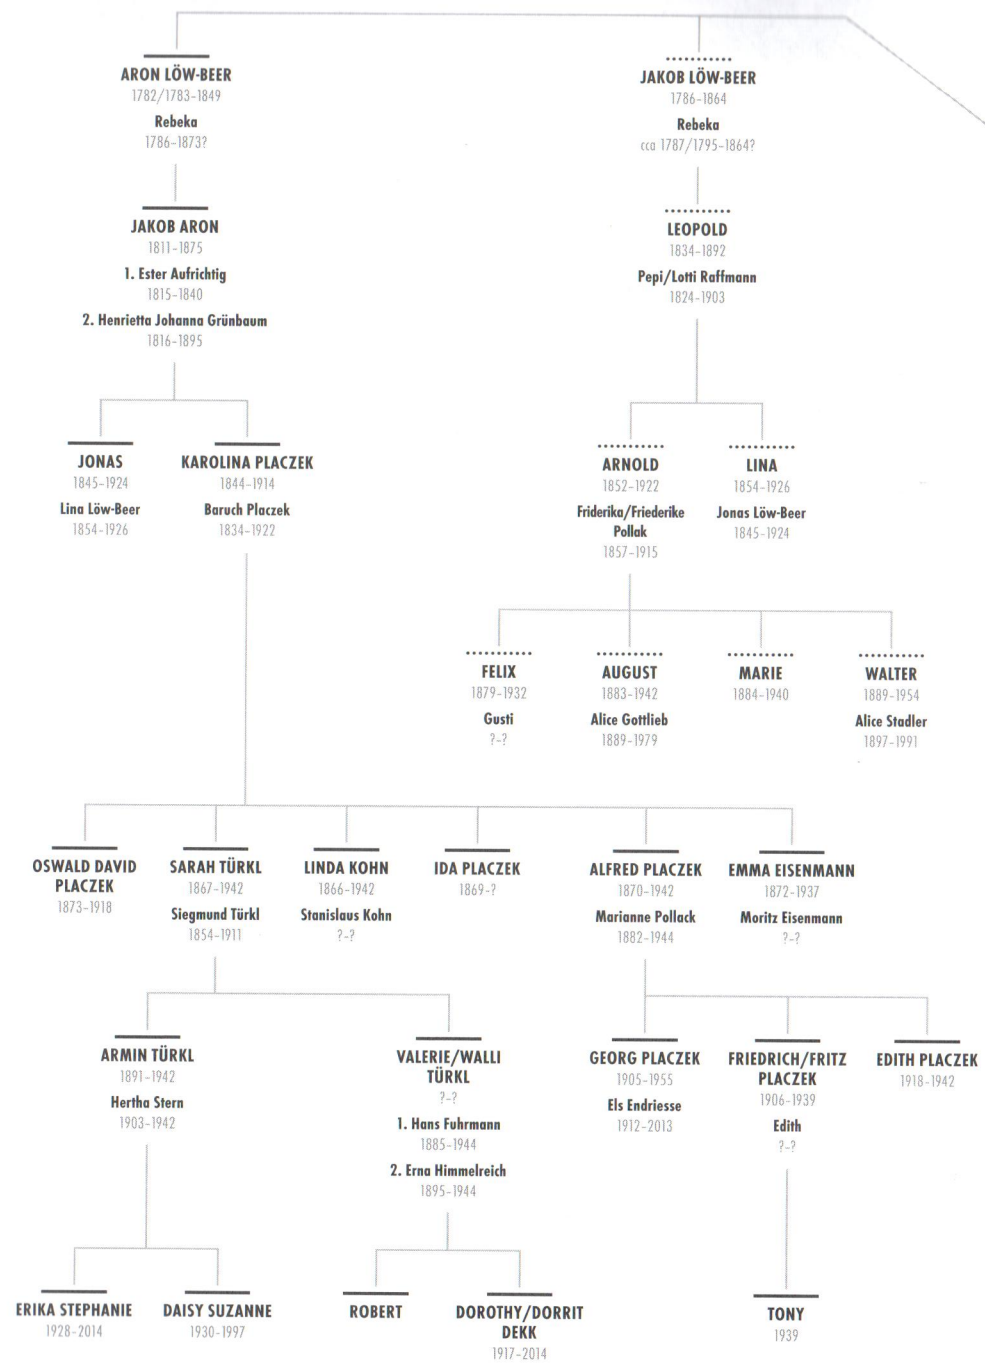 ARON LÖW-BEER
1782/1783–1849
Rebeka
1786–1873?
JAKOB LÖW-BEER
1786–1864
Rebeka
cca 1787/1795–1864?
JAKOB ARON
1811–1875
1. Ester Aufrichtig
1815–1840
2. Henrietta Johanna Grünbaum
1816–1895
LEOPOLD
1834–1892
Pepi/Lotti Raffmann
1824–1903
JONAS
1845–1924
Lina Löw-Beer
1854–1926
KAROLINA PLACZEK
1844–1914
Baruch Placzek
1834–1922
ARNOLD
1852–1922
Friderika/Friederike
Pollak
1857–1915
LINA
1854–1926
Jonas Löw-Beer
1845–1924
FELIX
1879–1932
Gusti
?–?
AUGUST
1883–1942
Alice Gottlieb
1889–1979
MARIE
1884–1940
WALTER
1889–1954
Alice Stadler
1897–1991
OSWALD DAVID
PLACZEK
1873–1918
SARAH TÜRKL
1867–1942
Siegmund Türkl
1854–1911
LINDA KOHN
1866–1942
Stanislaus Kohn
?–?
IDA PLACZEK
1869–?
ALFRED PLACZEK
1870–1942
Marianne Pollack
1882–1944
EMMA EISENMANN
1872–1937
Moritz Eisenmann
?–?
ARMIN TÜRKL
1891–1942
Hertha Stern
1903–1942
VALERIE/WALLI
TÜRKL
?–?
1. Hans Fuhrmann
1885–1944
2. Erna Himmelreich
1895–1944
GEORG PLACZEK
1905–1955
Els Endriesse
1912–2013
FRIEDRICH/FRITZ
PLACZEK
1906–1939
Edith
?–?
EDITH PLACZEK
1918–1942
ERIKA STEPHANIE
1928–2014
DAISY SUZANNE
1930–1997
ROBERT
DOROTHY/DORRIT
DEKK
1917–2014
TONY
1939